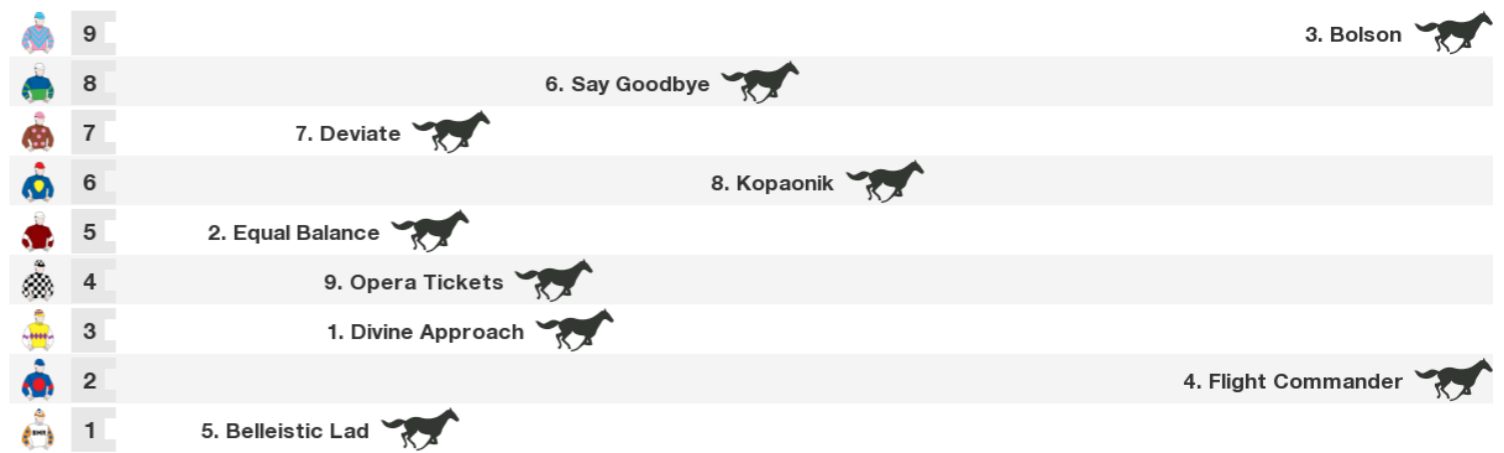 9 3. Bolson
8 6. Say Goodbye
7 7. Deviate
6 8. Kopaonik
5 2. Equal Balance
4 9. Opera Tickets
3 1. Divine Approach
2 4. Flight Commander
1 5. Belleistic Lad